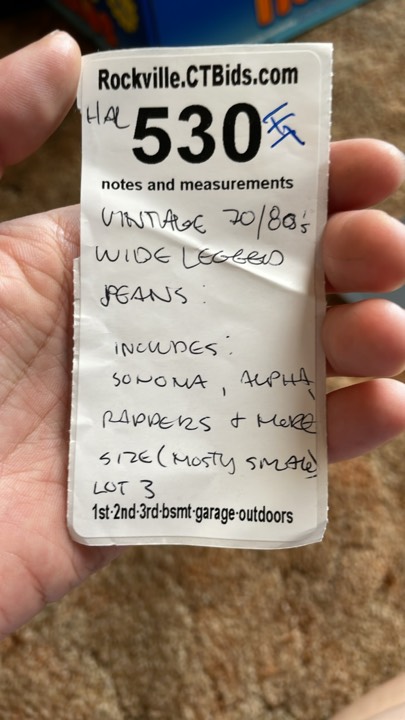 Rockville.CTBids.com
HAL 530
notes and measurements
VINTAGE 70/80's
WIDE LEGGED
JEANS:
INCLUDES:
SONOMA, ALPHA,
RAPPERS + MORE
SIZE (MOSTY SMALL)
LOT 3
1st·2nd·3rd·bsmt·garage·outdoors